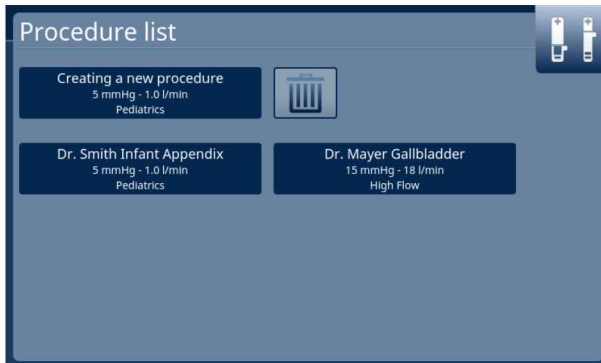 Procedure list
Creating a new procedure
5 mmHg - 1.0 l/min
Pediatrics
Dr. Smith Infant Appendix
5 mmHg - 1.0 l/min
Pediatrics
Dr. Mayer Gallbladder
15 mmHg - 18 l/min
High Flow